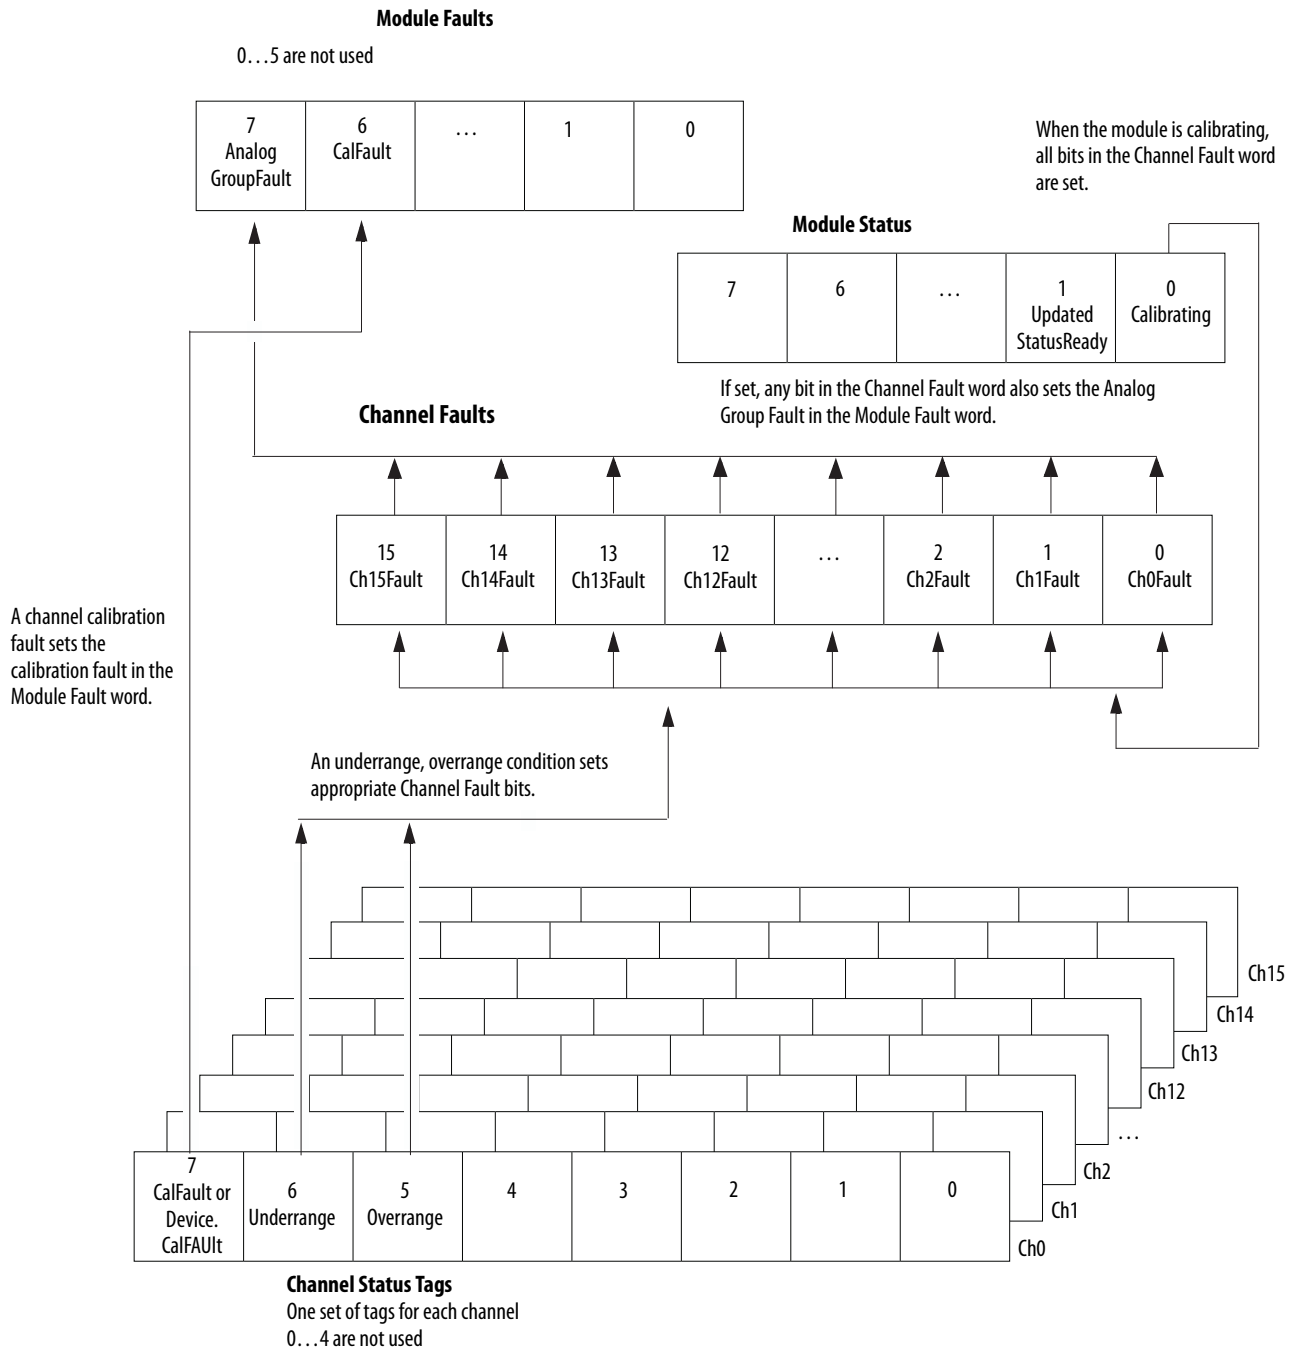 Module Faults
0…5 are not used
7
Analog
GroupFault
6
CalFault
…
1
0
When the module is calibrating,
all bits in the Channel Fault word
are set.
Module Status
7
6
…
1
Updated
StatusReady
0
Calibrating
If set, any bit in the Channel Fault word also sets the Analog
Group Fault in the Module Fault word.
Channel Faults
15
Ch15Fault
14
Ch14Fault
13
Ch13Fault
12
Ch12Fault
…
2
Ch2Fault
1
Ch1Fault
0
Ch0Fault
A channel calibration
fault sets the
calibration fault in the
Module Fault word.
An underrange, overrange condition sets
appropriate Channel Fault bits.
Ch15
Ch14
Ch13
Ch12
…
Ch2
Ch1
Ch0
7
CalFault or
Device.
CalFAUlt
6
Underrange
5
Overrange
4
3
2
1
0
Channel Status Tags
One set of tags for each channel
0…4 are not used